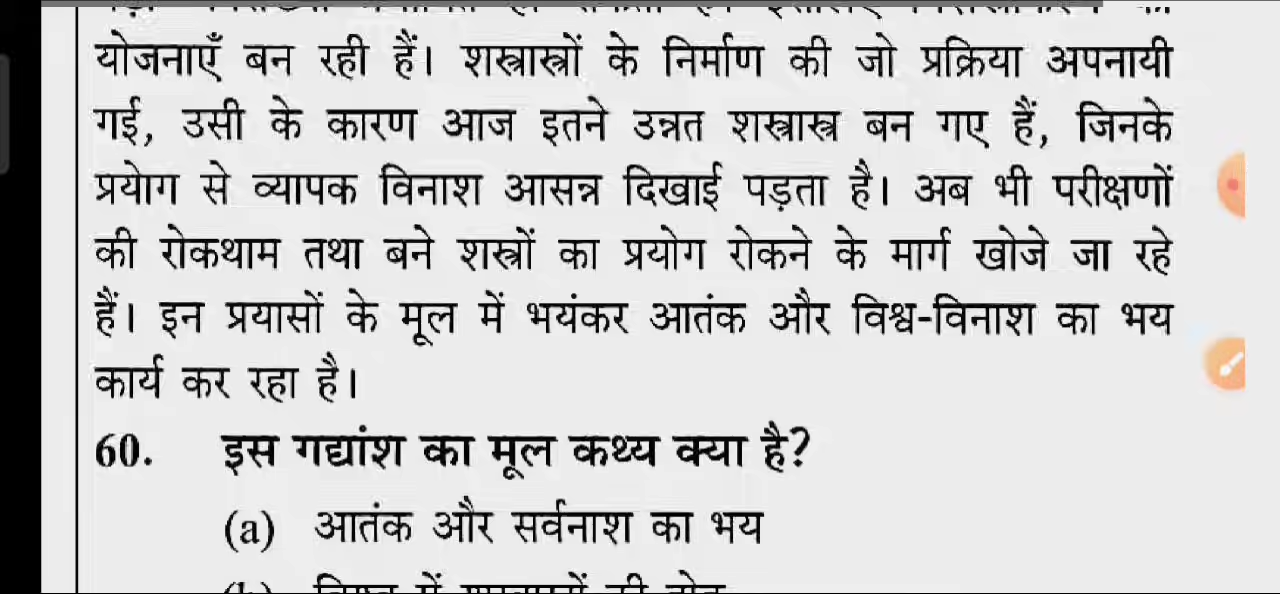 योजनाएँ बन रही हैं। शस्त्रास्त्रों के निर्माण की जो प्रक्रिया अपनायी
गई, उसी के कारण आज इतने उन्नत शस्त्रास्त्र बन गए हैं, जिनके
प्रयोग से व्यापक विनाश आसन्न दिखाई पड़ता है। अब भी परीक्षणों
की रोकथाम तथा बने शस्त्रों का प्रयोग रोकने के मार्ग खोजे जा रहे
हैं। इन प्रयासों के मूल में भयंकर आतंक और विश्व-विनाश का भय
कार्य कर रहा है।
60. इस गद्यांश का मूल कथ्य क्या है?
(a) आतंक और सर्वनाश का भय